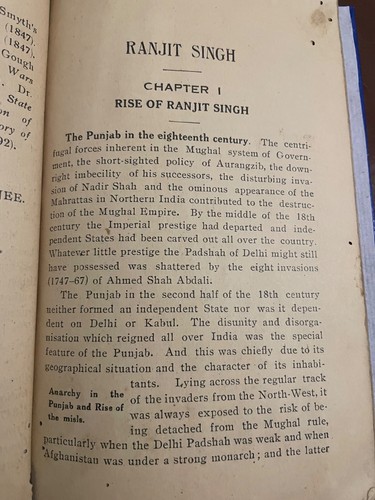 Smyth's
(1847).
(1847).
Gough
Wars
Dr.
State
on of
ory of
92).
JEE.
RANJIT SINGH
CHAPTER I
RISE OF RANJIT SINGH
The Punjab in the eighteenth century. The centri-
fugal forces inherent in the Mughal system of Govern-
ment, the short-sighted policy of Aurangzib, the down-
right imbecility of his successors, the disturbing inva-
sion of Nadir Shah and the ominous appearance of the
Mahrattas in Northern India contributed to the destruc-
tion of the Mughal Empire. By the middle of the 18th
century the Imperial prestige had departed and inde-
pendent States had been carved out all over the country.
Whatever little prestige the Padshah of Delhi might still
have possessed was shattered by the eight invasions
(1747–67) of Ahmed Shah Abdali.
The Punjab in the second half of the 18th century
neither formed an independent State nor was it depen-
dent on Delhi or Kabul. The disunity and disorga-
nisation which reigned all over India was the special
feature of the Punjab. And this was chiefly due to its
geographical situation and the character of its inhabi-
tants. Lying across the regular track
Anarchy in the
Punjab and Rise of
the misls.
of the invaders from the North-West, it
was always exposed to the risk of be-
ing detached from the Mughal rule,
particularly when the Delhi Padshah was weak and when
Afghanistan was under a strong monarch; and the latter